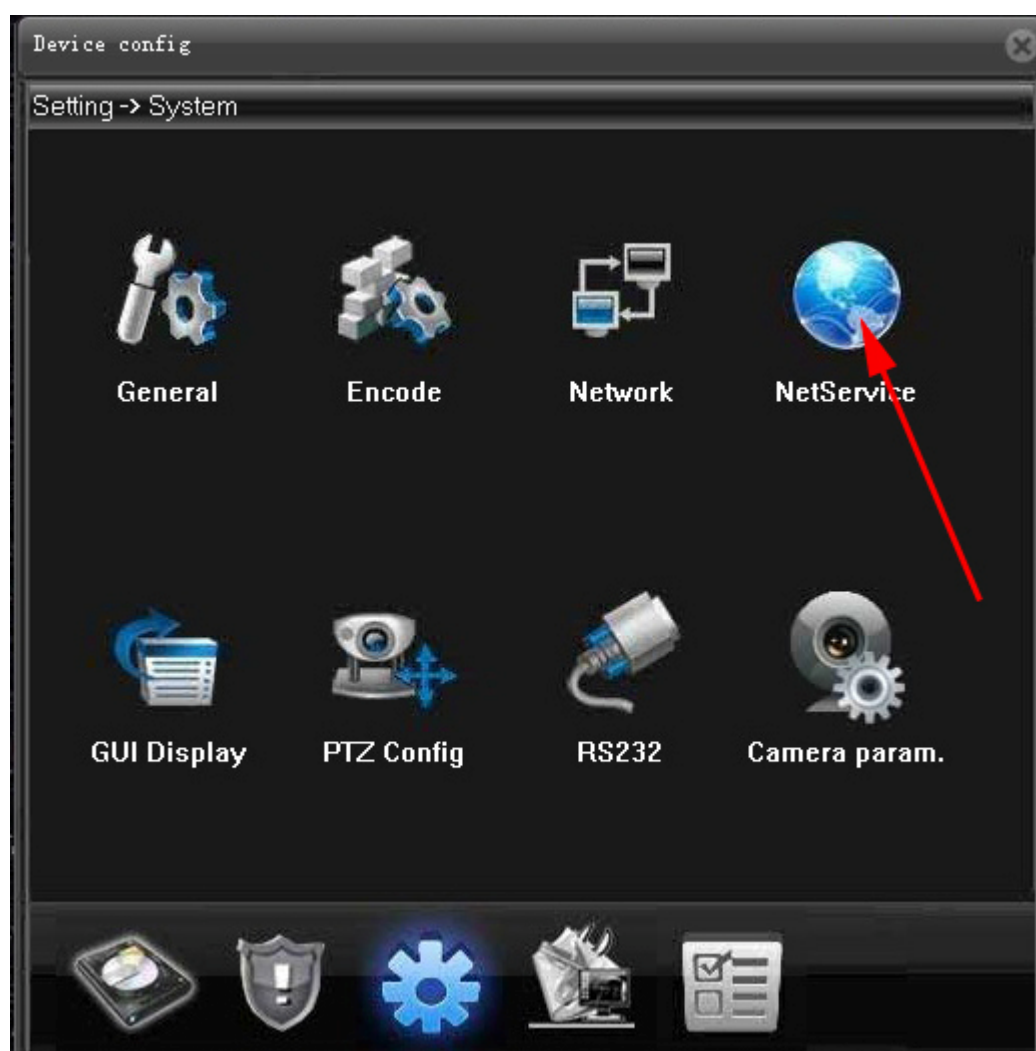 Device config
Setting -> System
General Encode Network NetService
GUI Display PTZ Config RS232 Camera param.